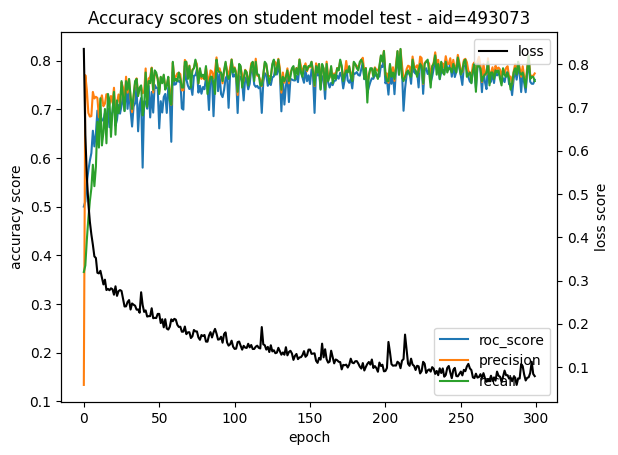 Accuracy scores on student model test - aid=493073
loss
0.8
0.7
0.6
0.5
0.4
0.3
0.2
0.1
accuracy score
0.8
0.7
0.6
0.5
0.4
0.3
0.2
0.1
loss score
roc_score
precision
recall
0
50
100
150
200
250
300
epoch